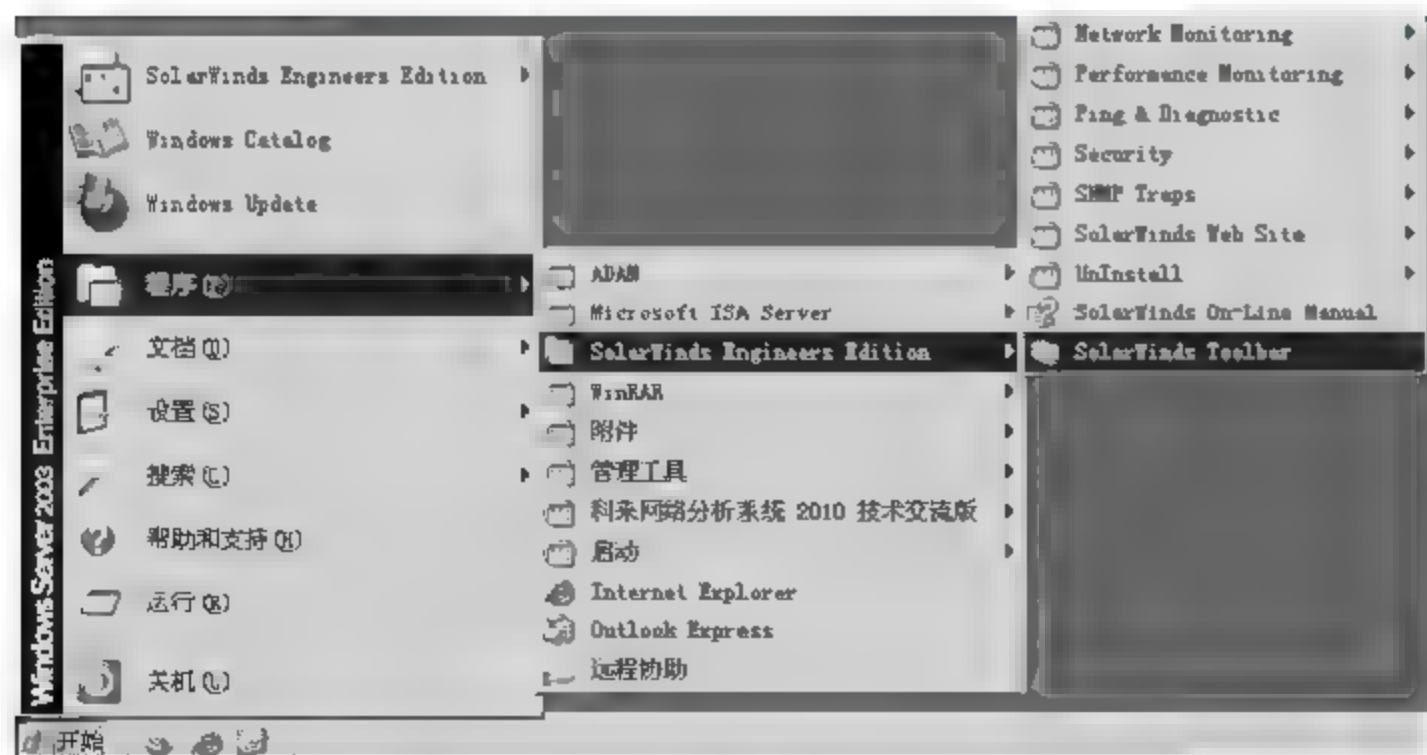 Windows Server 2003 Enterprise Edition
SolarWinds Engineers Edition
Windows Catalog
Windows Update
程序(P)
文档(D)
设置(S)
搜索(C)
帮助和支持(H)
运行(R)
关机(U)
开始
ADAM
Microsoft ISA Server
SolarWinds Engineers Edition
WinRAR
附件
管理工具
科来网络分析系统 2010 技术交流版
启动
Internet Explorer
Outlook Express
远程协助
Network Monitoring
Performance Monitoring
Ping & Diagnostic
Security
SNMP Traps
SolarWinds Web Site
UnInstall
SolarWinds On-Line Manual
SolarWinds Toolbar